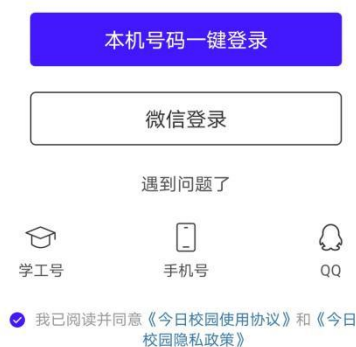 本机号码一键登录
微信登录
遇到问题了
学工号 手机号 QQ
我已阅读并同意《今日校园使用协议》和《今日
校园隐私政策》